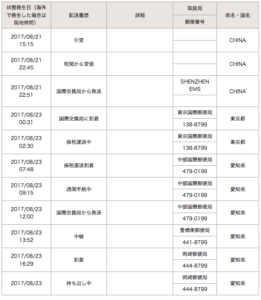 状態発生日（海外で発生した場合は現地時間） 配送履歴 詳細 取扱局 県名・国名
郵便番号
2017/08/21 15:15 引受 CHINA
2017/08/21 22:45 税関から受領 CHINA
2017/08/21 22:51 国際交換局から発送 SHENZHEN EMS CHINA
2017/08/23 00:31 国際交換局に到着 東京国際郵便局 東京都
138-8799
2017/08/23 02:30 保税運送中 東京国際郵便局 東京都
138-8799
2017/08/23 07:48 保税運送到着 中部国際郵便局 愛知県
479-0199
2017/08/23 09:15 通関手続中 中部国際郵便局 愛知県
479-0199
2017/08/23 12:00 国際交換局から発送 中部国際郵便局 愛知県
479-0199
2017/08/23 13:52 中継 豊橋南郵便局 愛知県
441-8799
2017/08/23 16:29 到着 岡崎郵便局 愛知県
444-8799
2017/08/23 持ち出し中 岡崎郵便局 愛知県
444-8799